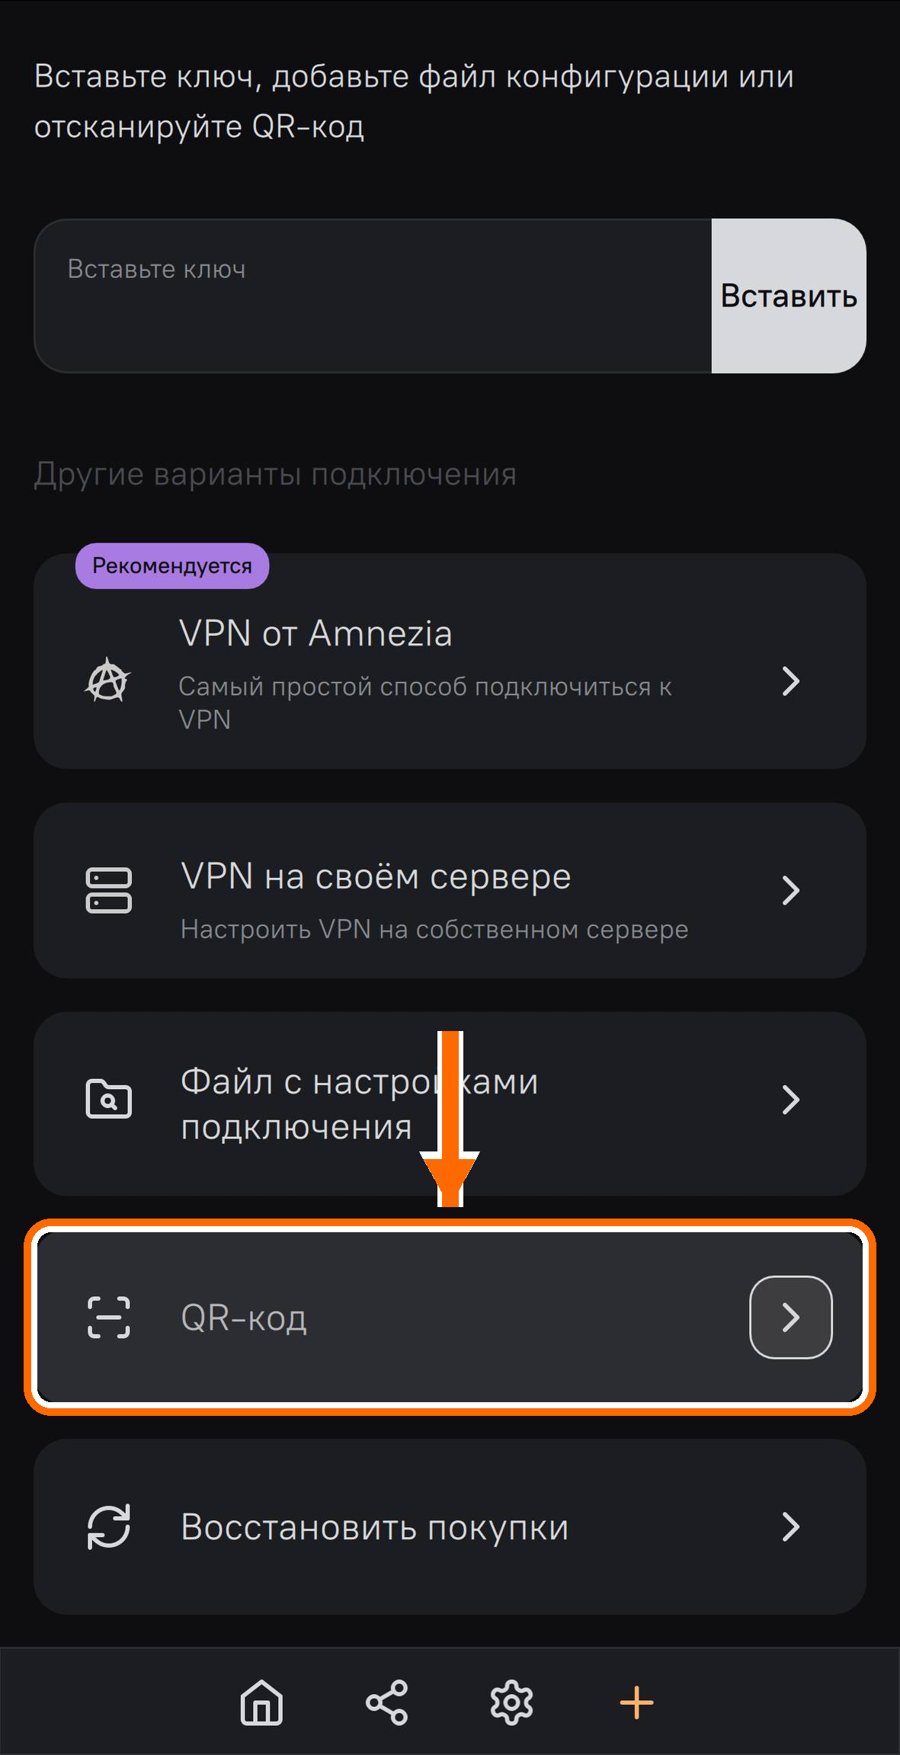 Вставьте ключ, добавьте файл конфигурации или
отсканируйте QR-код
Вставьте ключ
Вставить
Другие варианты подключения
Рекомендуется
VPN от Amnezia
Самый простой способ подключиться к
VPN
VPN на своём сервере
Настроить VPN на собственном сервере
Файл с настройками
подключения
QR-код
Восстановить покупки